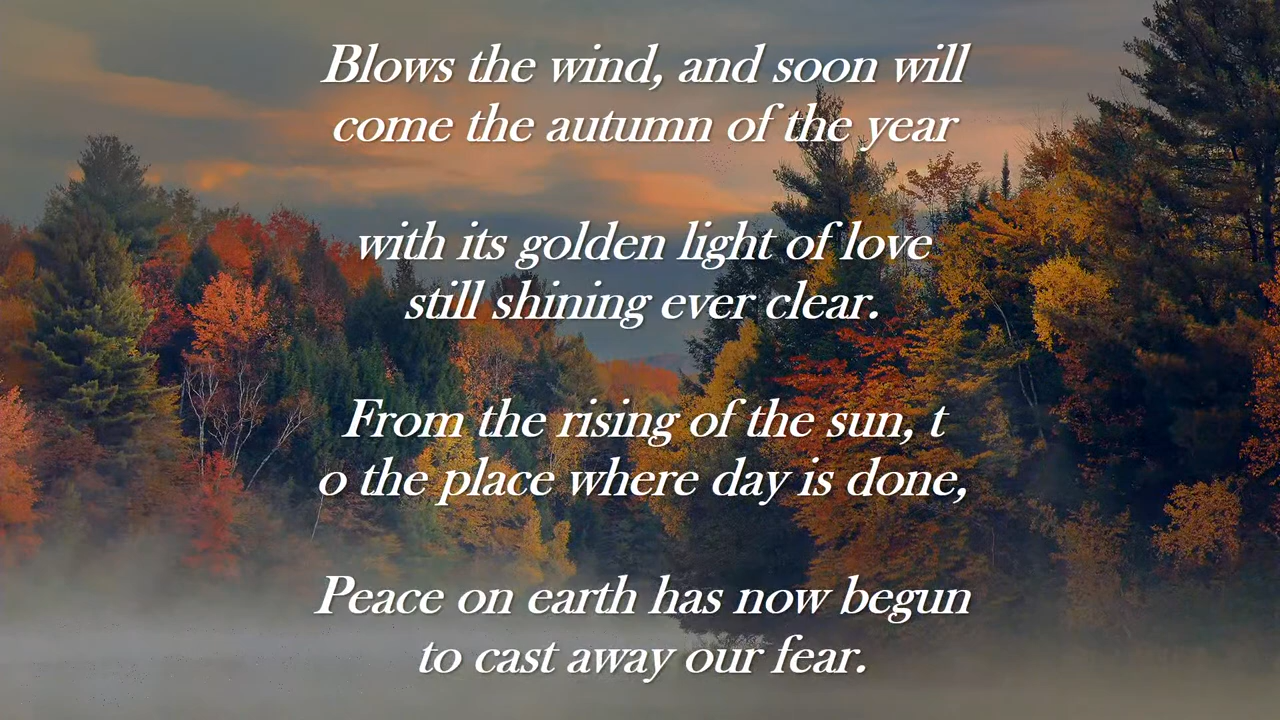 Blows the wind, and soon will
come the autumn of the year
with its golden light of love
still shining ever clear.
From the rising of the sun, t
o the place where day is done,
Peace on earth has now begun
to cast away our fear.